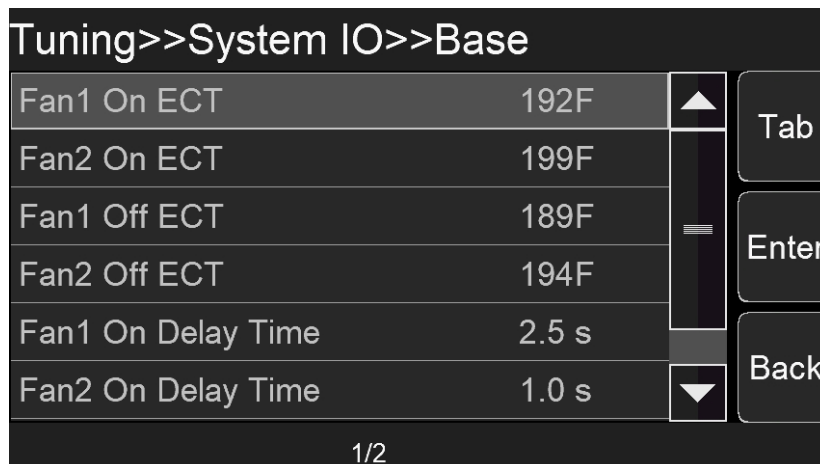 Tuning>>System IO>>Base
Fan1 On ECT 192F
Fan2 On ECT 199F
Fan1 Off ECT 189F
Fan2 Off ECT 194F
Fan1 On Delay Time 2.5 s
Fan2 On Delay Time 1.0 s
Tab
Enter
Back
1/2